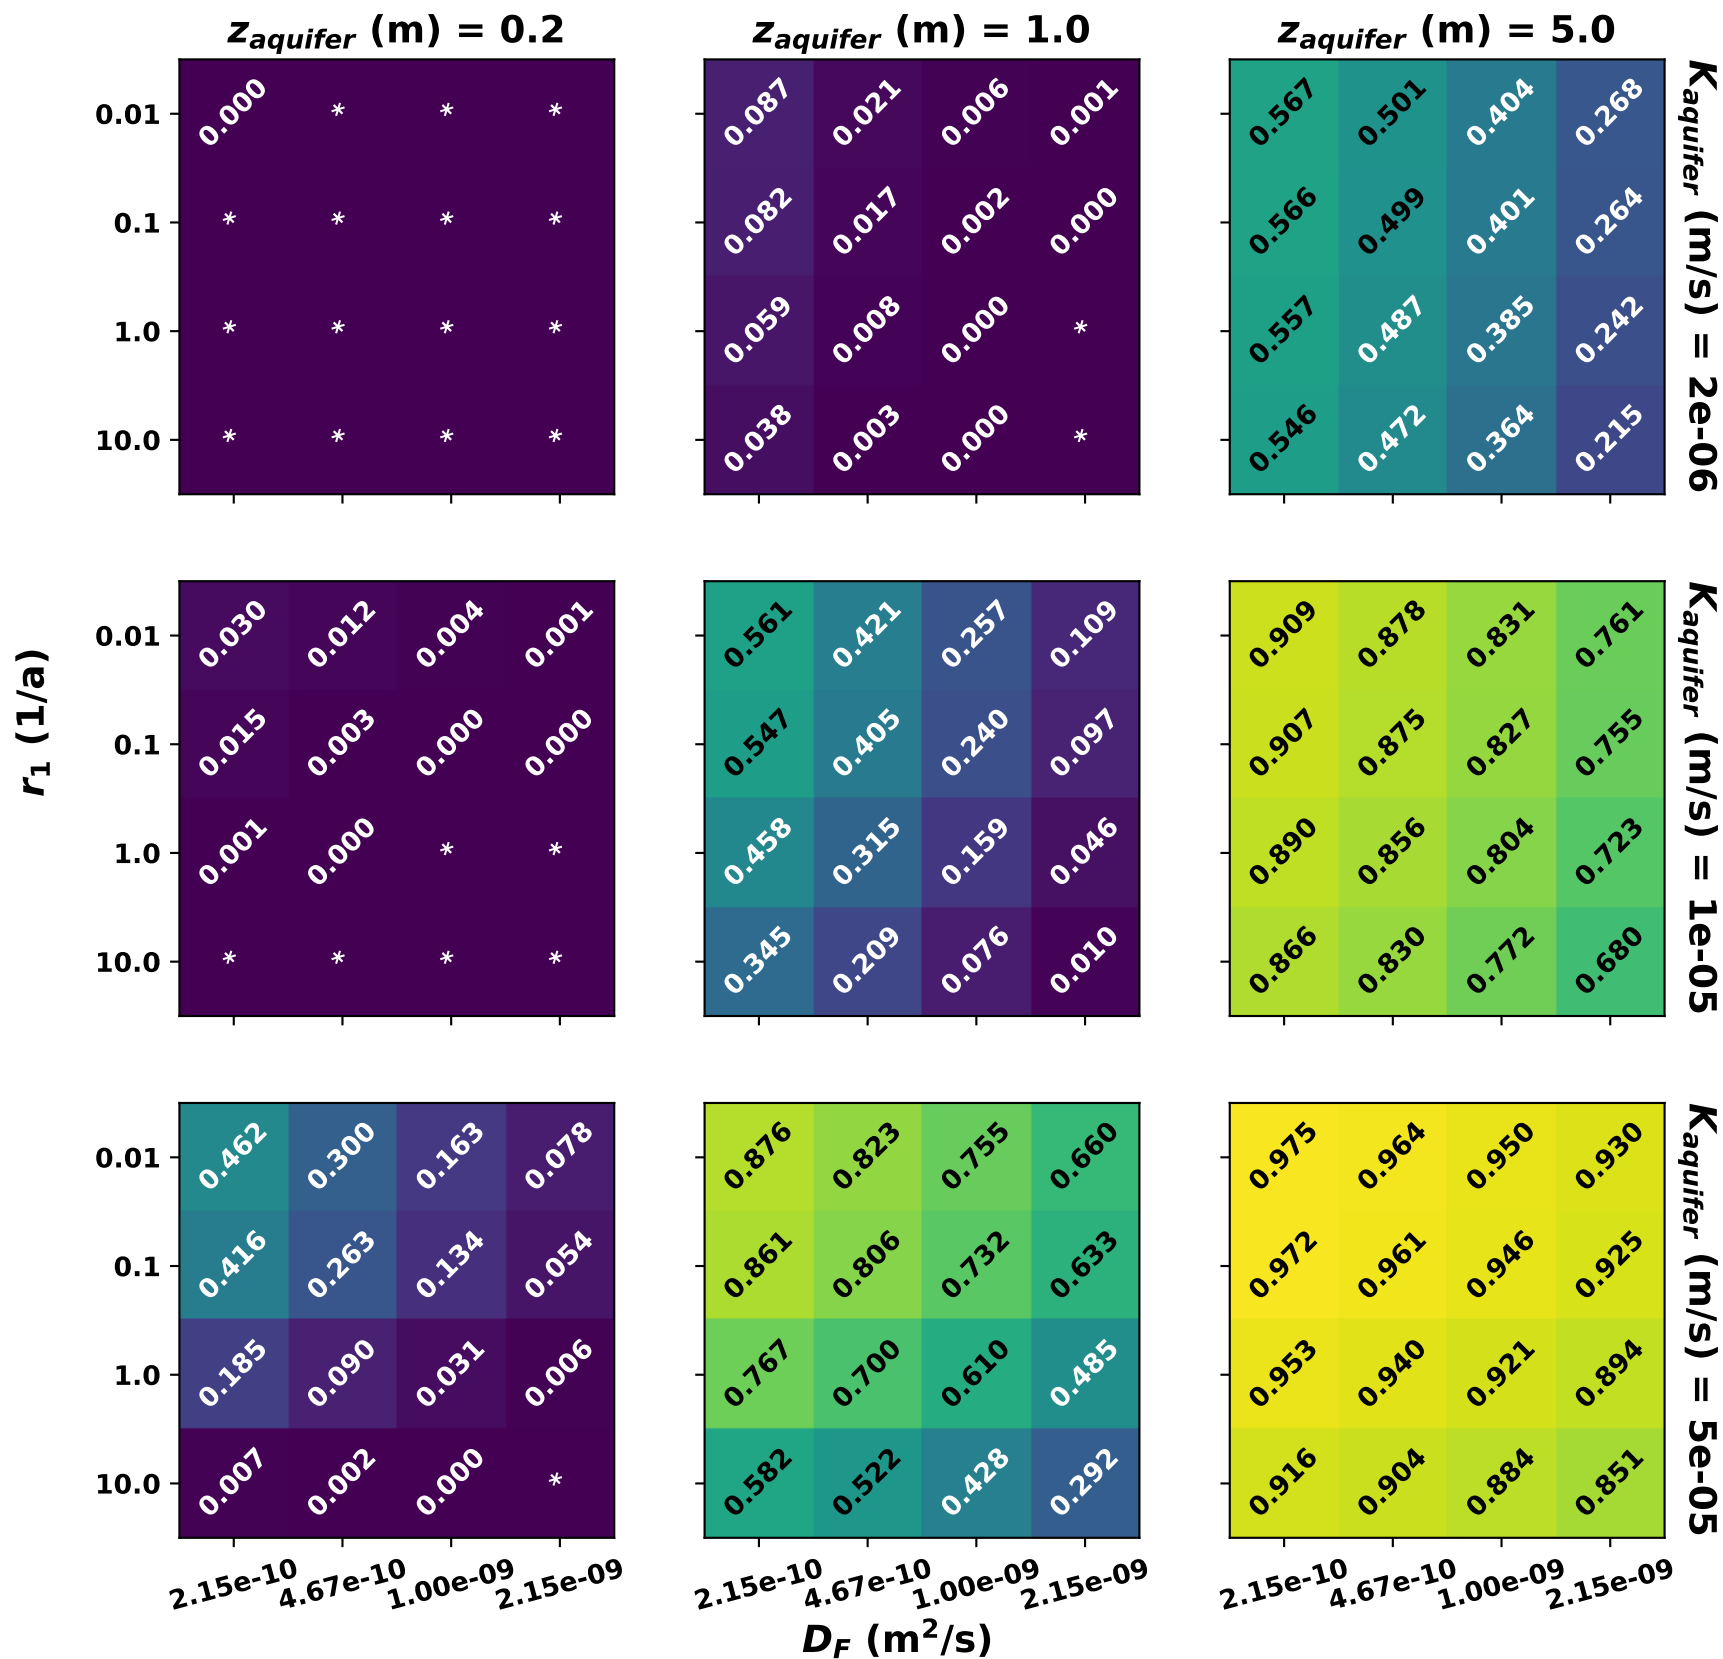 z_aquifer (m) = 0.2 z_aquifer (m) = 1.0 z_aquifer (m) = 5.0
K_aquifer (m/s) = 2e-06
0.01 0.000 * * * 0.087 0.021 0.006 0.001 0.567 0.501 0.404 0.268
0.1 * * * * 0.082 0.017 0.002 0.000 0.566 0.499 0.401 0.264
1.0 * * * * 0.059 0.008 0.000 * 0.557 0.487 0.385 0.242
10.0 * * * * 0.038 0.003 0.000 * 0.546 0.472 0.364 0.215
r₁ (1/a)
K_aquifer (m/s) = 1e-05
0.01 0.030 0.012 0.004 0.001 0.561 0.421 0.257 0.109 0.909 0.878 0.831 0.761
0.1 0.015 0.003 0.000 0.000 0.547 0.405 0.240 0.097 0.907 0.875 0.827 0.755
1.0 0.001 0.000 * * 0.458 0.315 0.159 0.046 0.890 0.856 0.804 0.723
10.0 * * * * 0.345 0.209 0.076 0.010 0.866 0.830 0.772 0.680
K_aquifer (m/s) = 5e-05
0.01 0.462 0.300 0.163 0.078 0.876 0.823 0.755 0.660 0.975 0.964 0.950 0.930
0.1 0.416 0.263 0.134 0.054 0.861 0.806 0.732 0.633 0.972 0.961 0.946 0.925
1.0 0.185 0.090 0.031 0.006 0.767 0.700 0.610 0.485 0.953 0.940 0.921 0.894
10.0 0.007 0.002 0.000 * 0.582 0.522 0.428 0.292 0.916 0.904 0.884 0.851
2.15e-10 4.67e-10 1.00e-09 2.15e-09 2.15e-10 4.67e-10 1.00e-09 2.15e-09 2.15e-10 4.67e-10 1.00e-09 2.15e-09
D_F (m²/s)